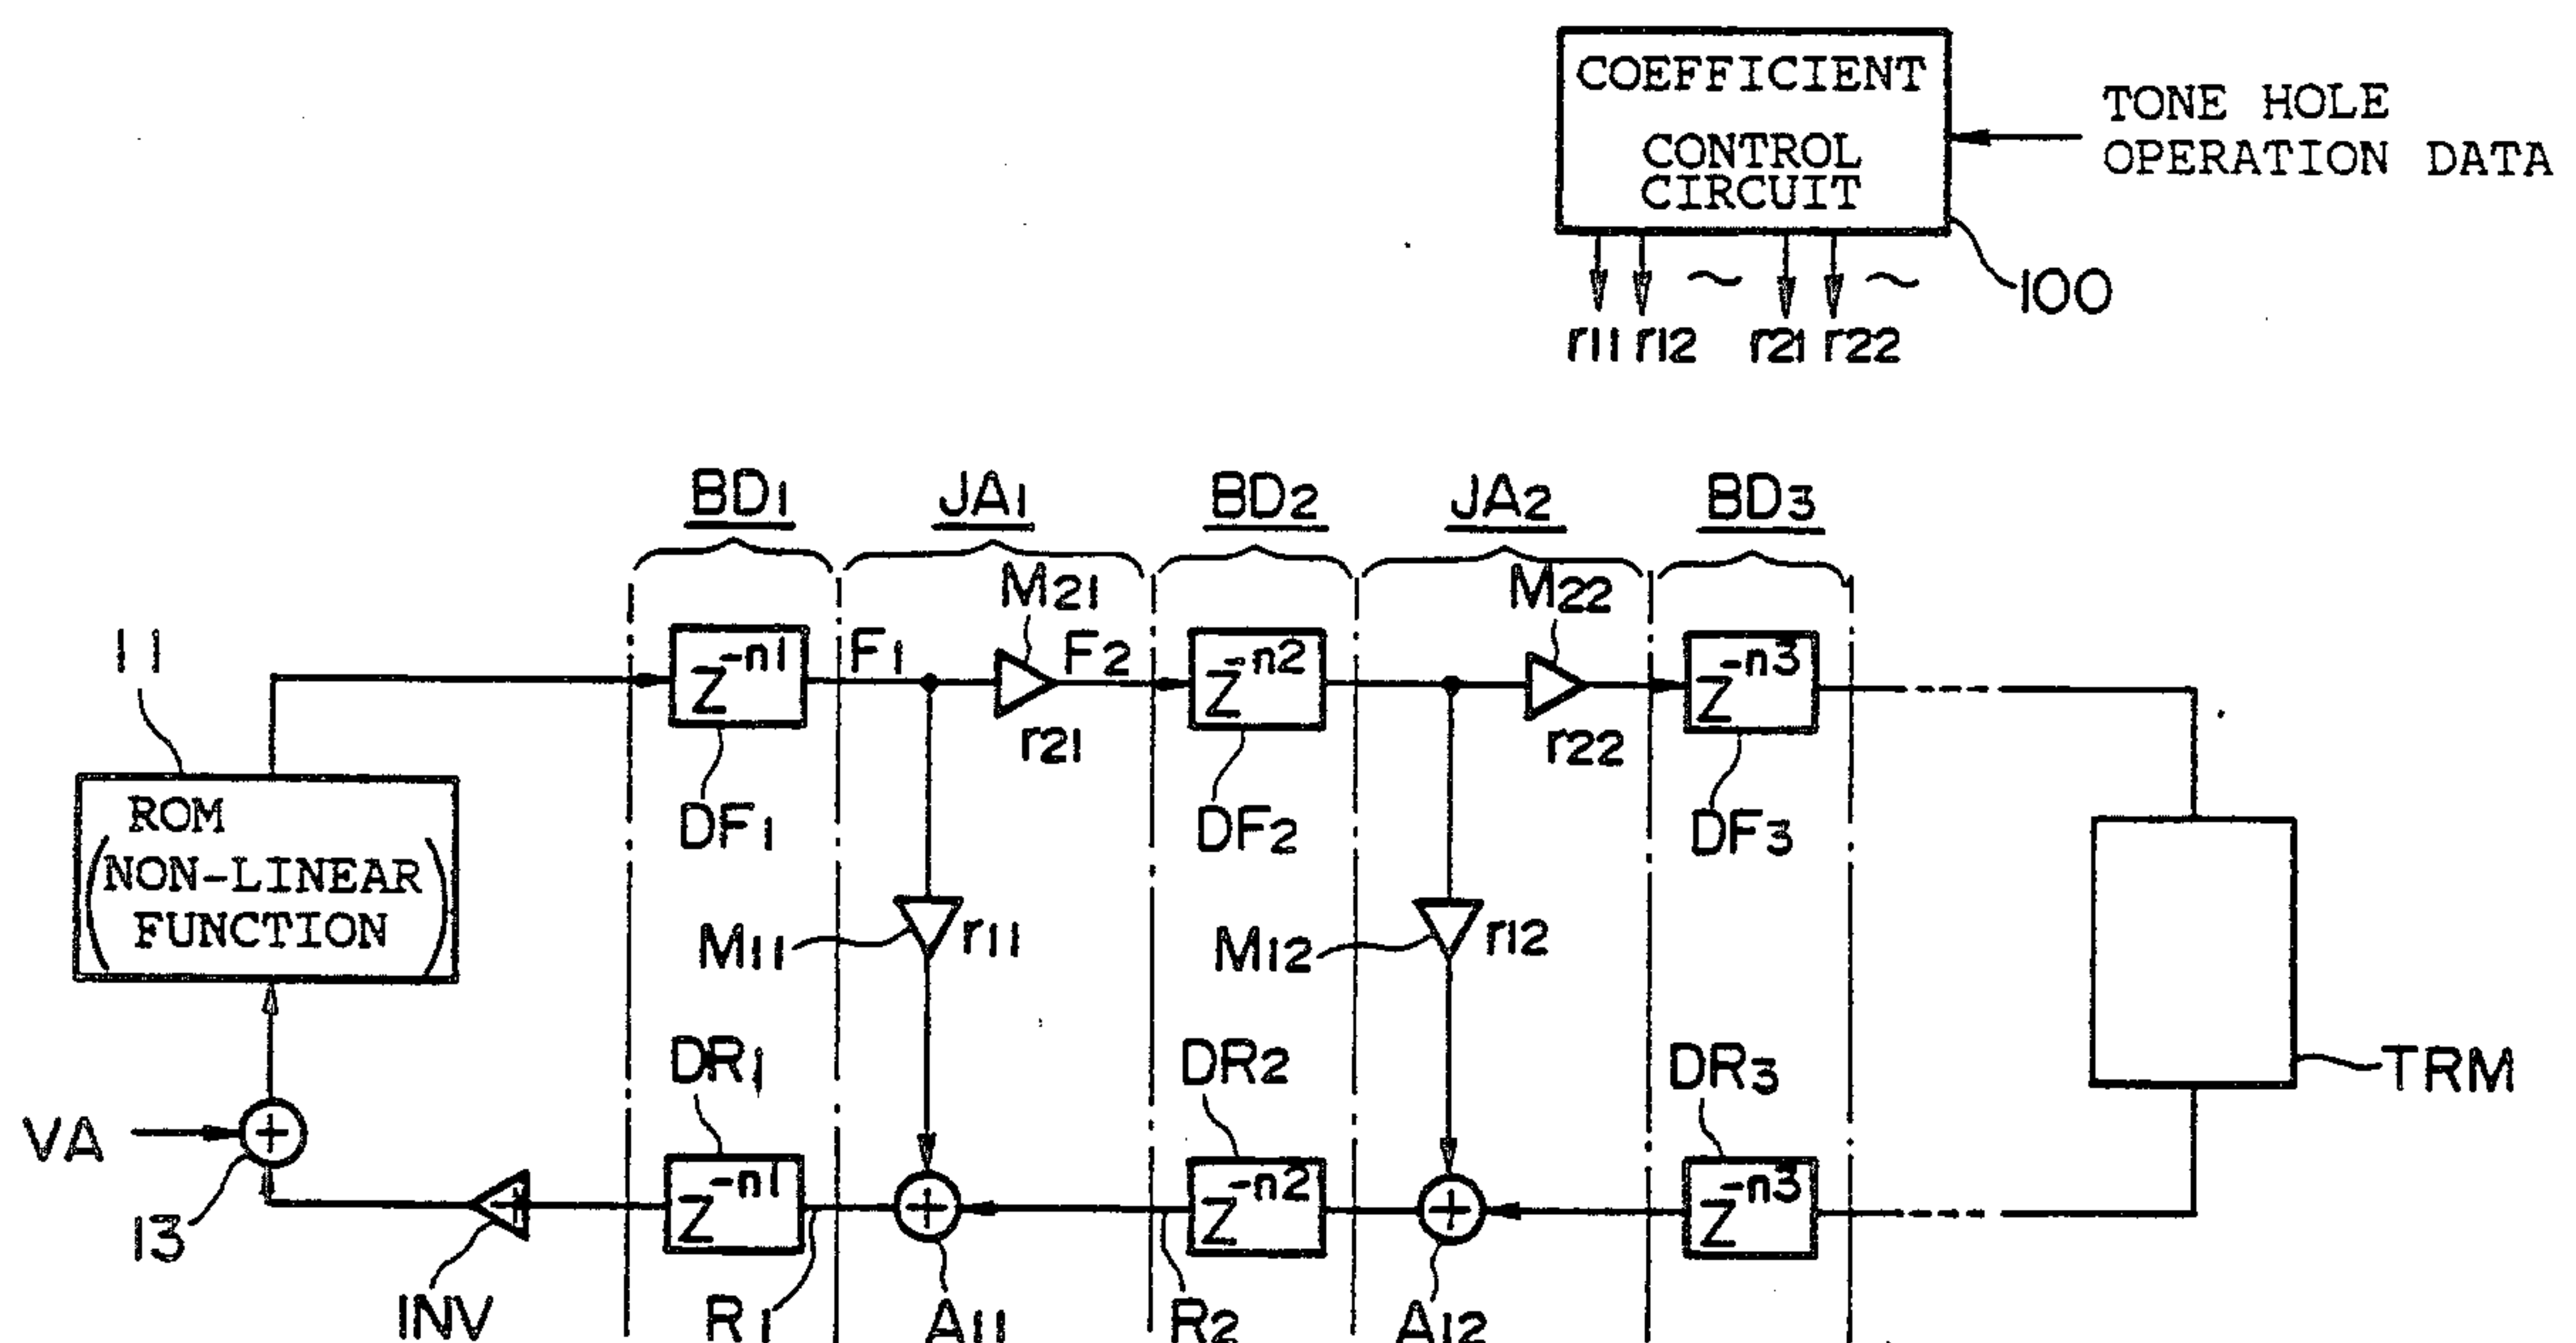 COEFFICIENT
CONTROL
CIRCUIT
TONE HOLE
OPERATION DATA
100
r11 r12 ~ r21 r22 ~
BD1 JA1 BD2 JA2 BD3
M21 M22
11
Z-n1 F1 F2 Z-n2 Z-n3
r21 r22
DF1 DF2 DF3
ROM
(NON-LINEAR
FUNCTION)
M11 r11 M12 r12
DR1 DR2 DR3
TRM
VA +
13
Z-n1 + Z-n2 + Z-n3
INV R1 A11 R2 A12